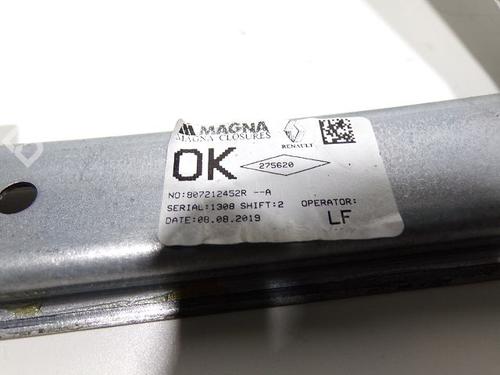 MAGNA
MAGNA CLOSURES
RENAULT
OK
275620
NO:807212452R --A
SERIAL:1308 SHIFT:2 OPERATOR:
DATE:08.08.2019 LF